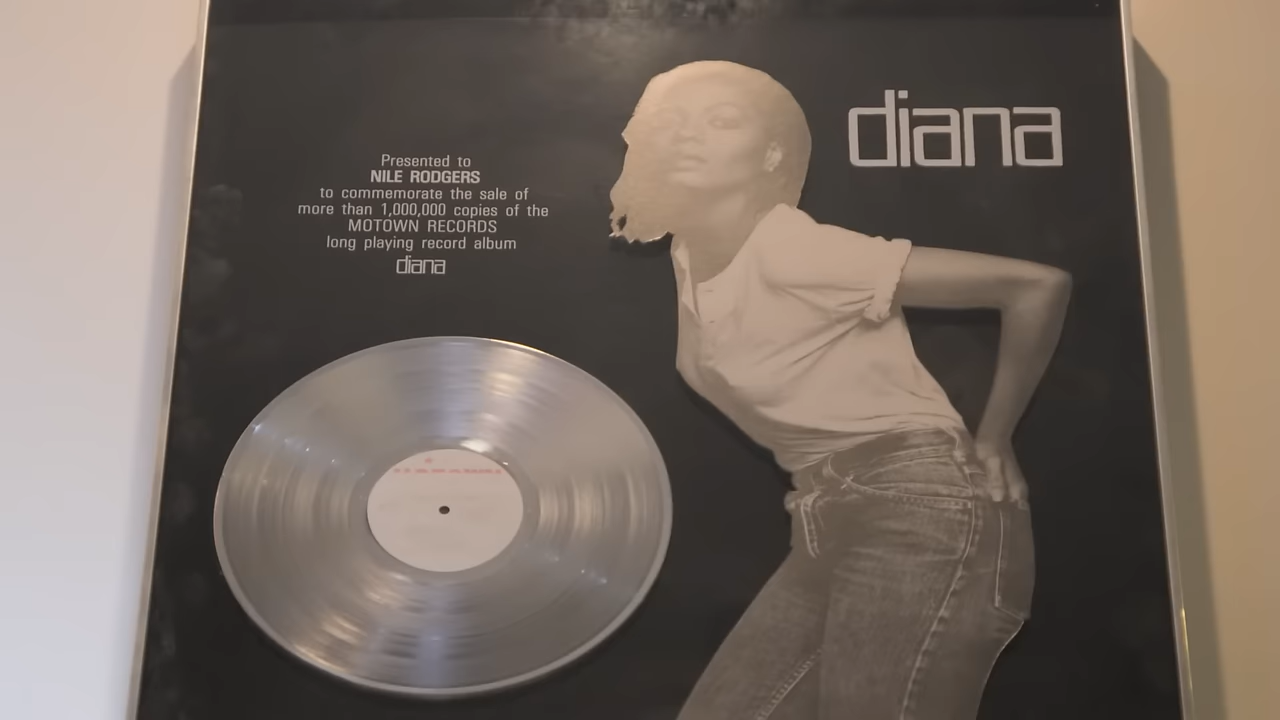 Presented to
NILE RODGERS
to commemorate the sale of
more than 1,000,000 copies of the
MOTOWN RECORDS
long playing record album
diana
diana